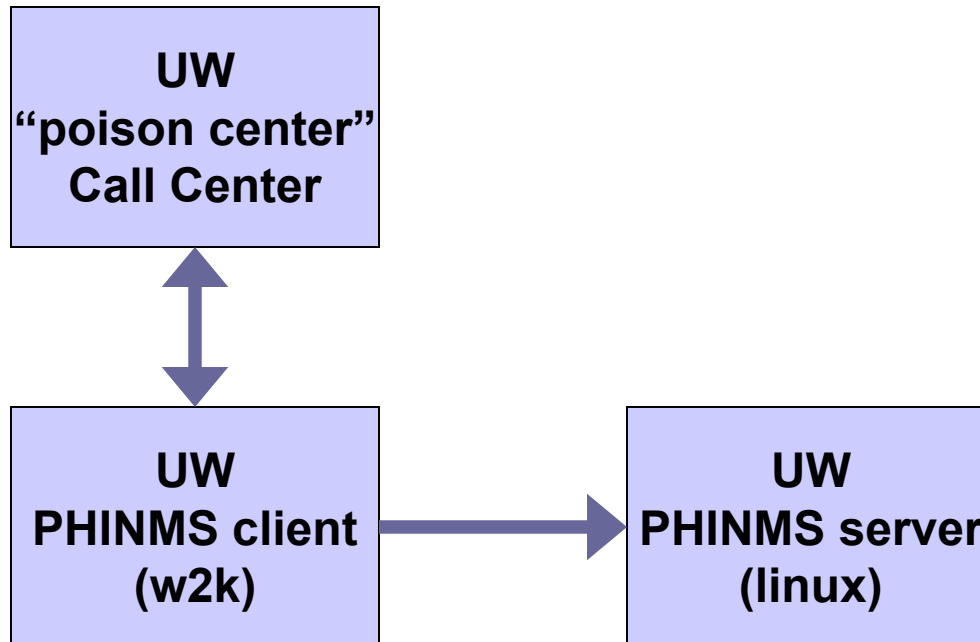 UW
“poison center”
Call Center
UW
PHINMS client
(w2k)
UW
PHINMS server
(linux)